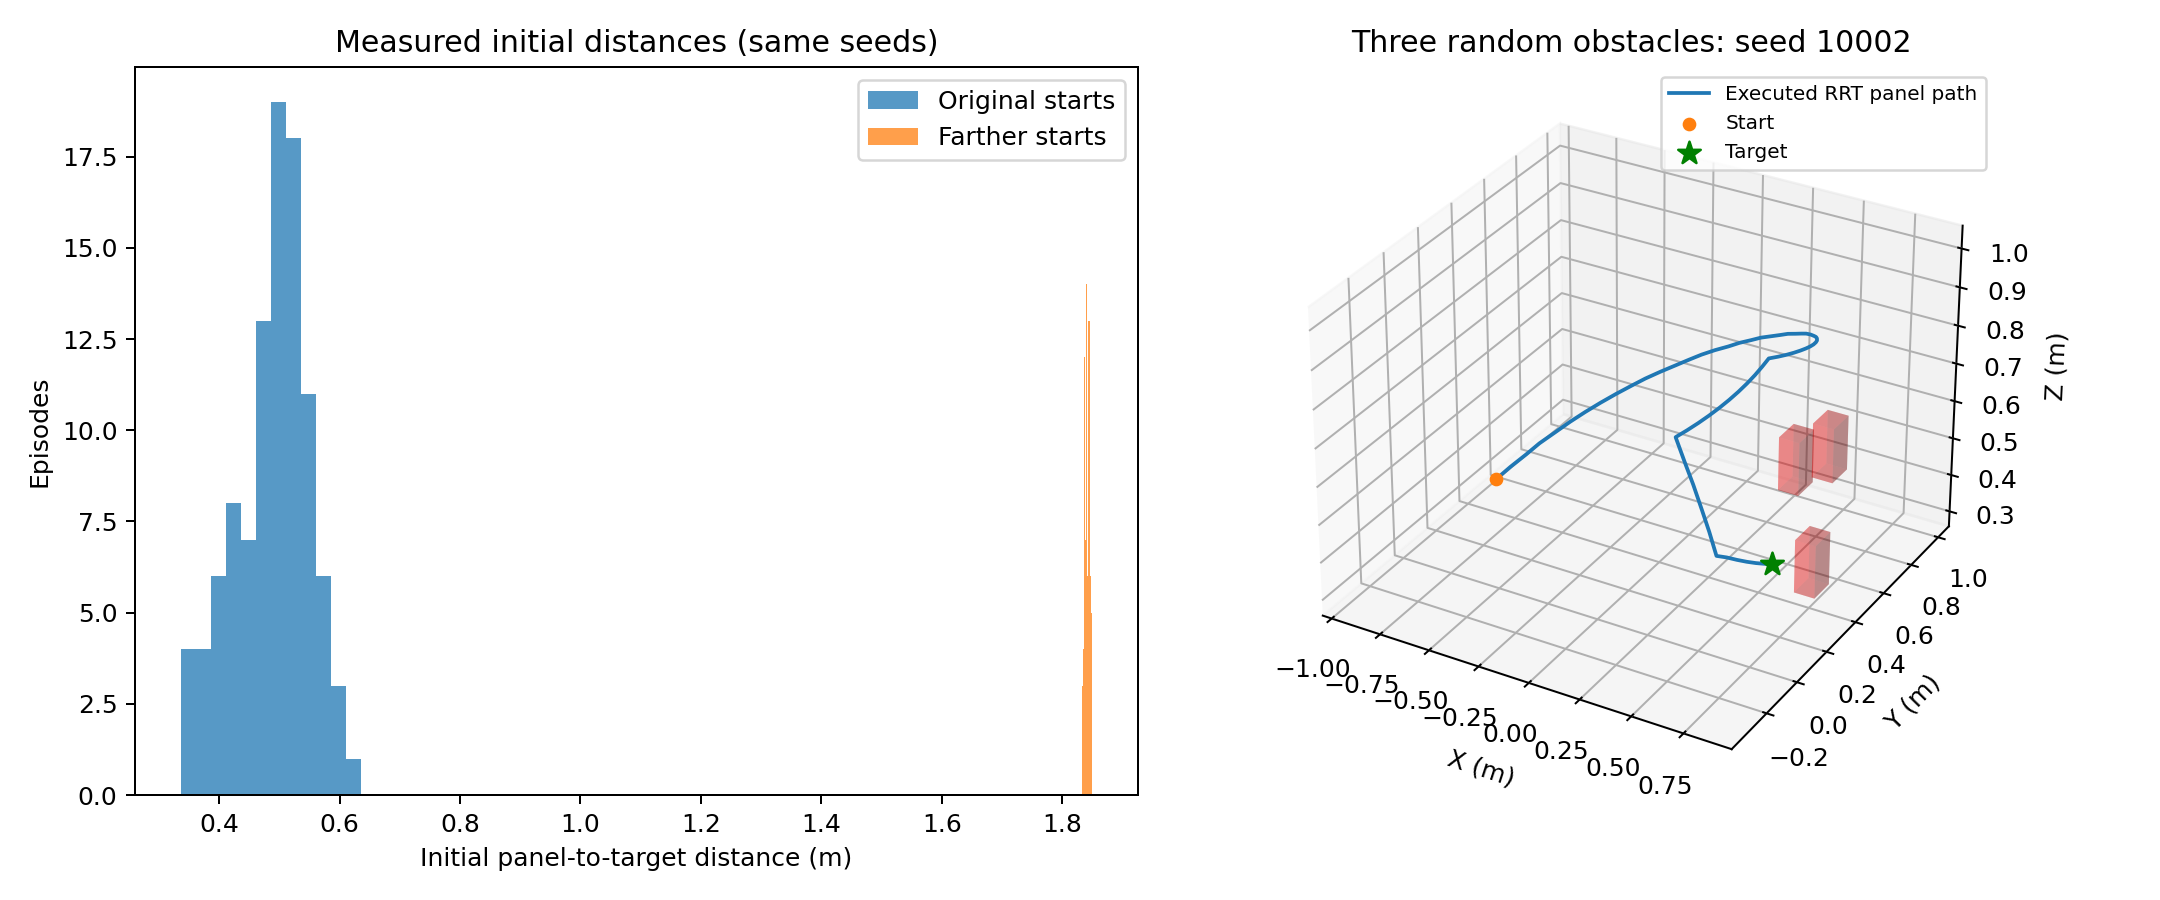 Measured initial distances (same seeds)
Original starts
Farther starts
17.5
15.0
12.5
10.0
7.5
5.0
2.5
0.0
Episodes
0.4 0.6 0.8 1.0 1.2 1.4 1.6 1.8
Initial panel-to-target distance (m)
Three random obstacles: seed 10002
Executed RRT panel path
Start
Target
1.0
0.9
0.8
0.7
0.6
0.5
0.4
0.3
Z (m)
1.0
0.8
0.6
0.4
0.2
0.0
−0.2
Y (m)
−1.00
−0.75
−0.50
−0.25
0.00
0.25
0.50
0.75
X (m)